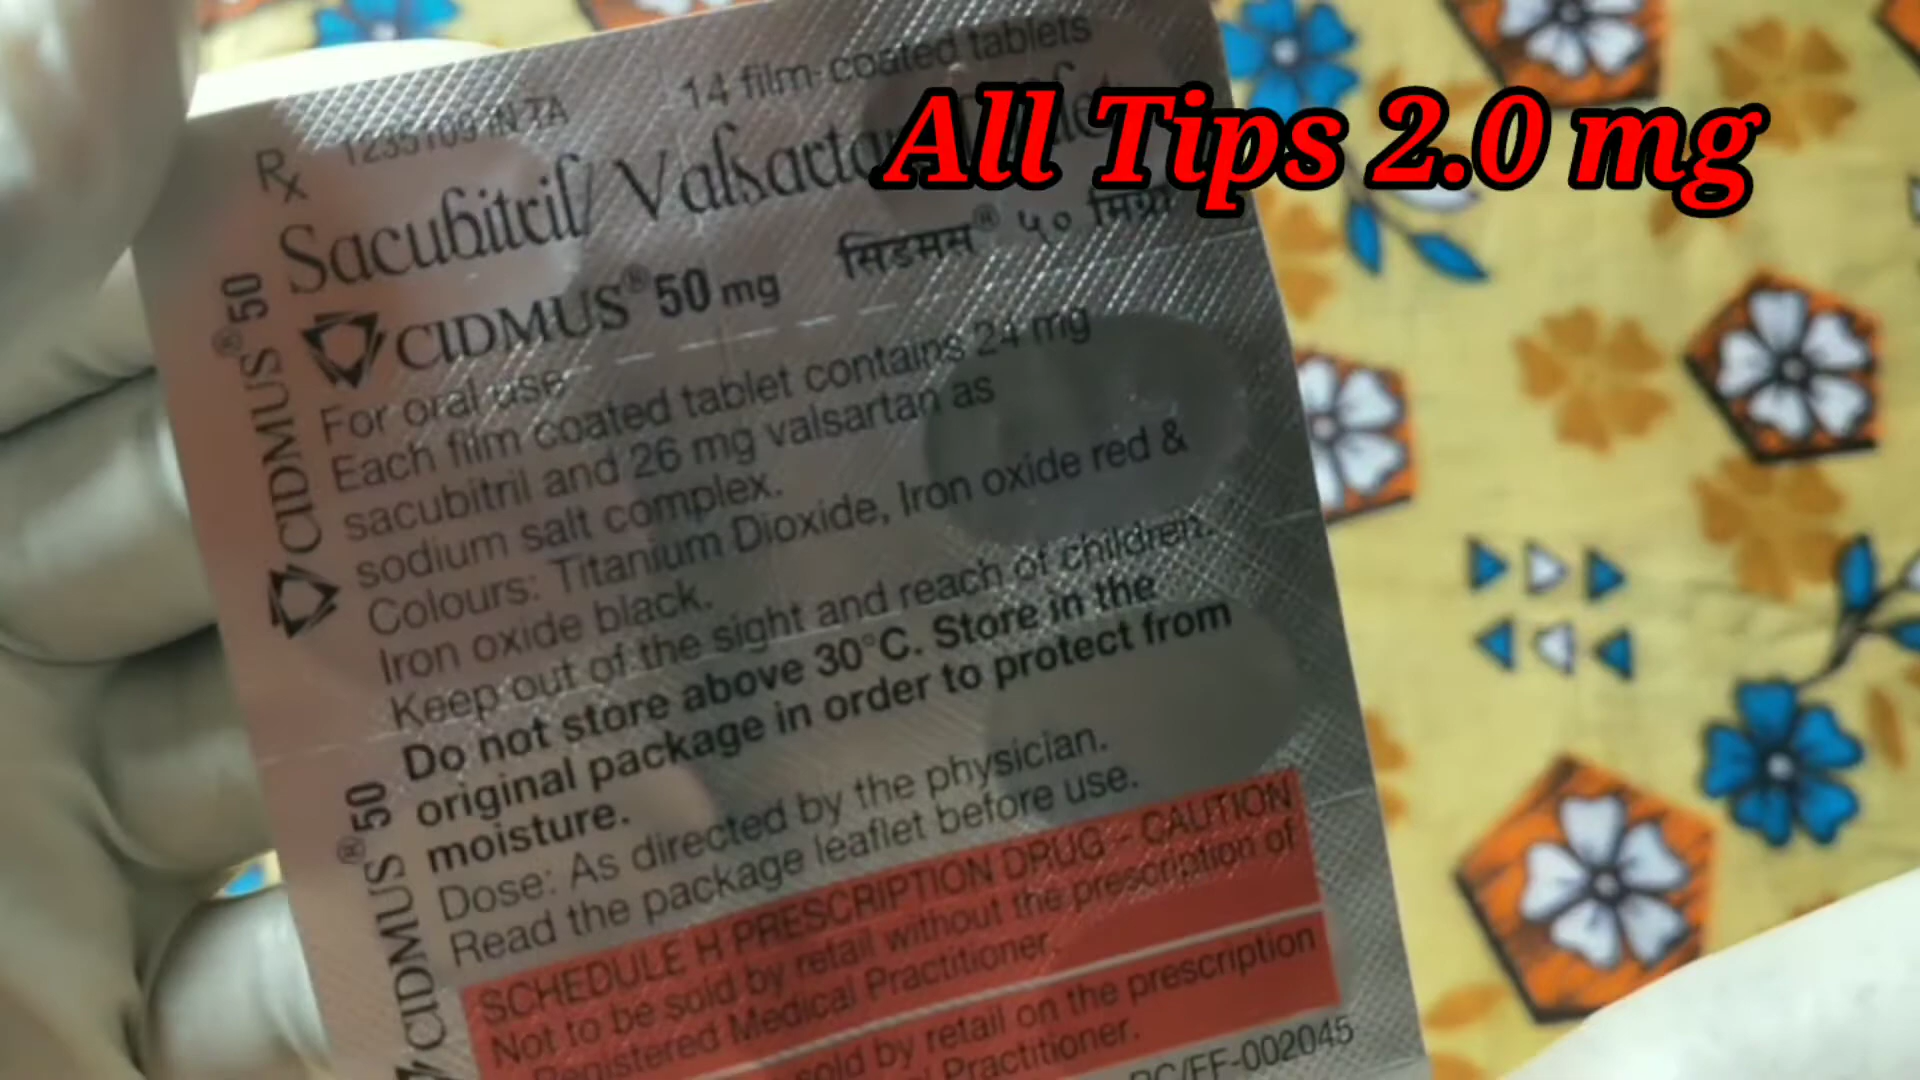 14 film-coated tablets
Rx 1235109 IN-TA
All Tips 2.0 mg
Sacubitril/ Valsartan
CIDMUS® 50 mg सिडमस® ५० मिग्रा
For oral use
Each film coated tablet contains 24 mg
sacubitril and 26 mg valsartan as
sodium salt complex.
Colours: Titanium Dioxide, Iron oxide red &
Iron oxide black.
Keep out of the sight and reach of children.
Do not store above 30°C. Store in the
original package in order to protect from
moisture.
Dose: As directed by the physician.
Read the package leaflet before use.
SCHEDULE H PRESCRIPTION DRUG - CAUTION
Not to be sold by retail without the prescription of
Registered Medical Practitioner.
sold by retail on the prescription
Practitioner.
FF-002045
CIDMUS® 50
CIDMUS® 50